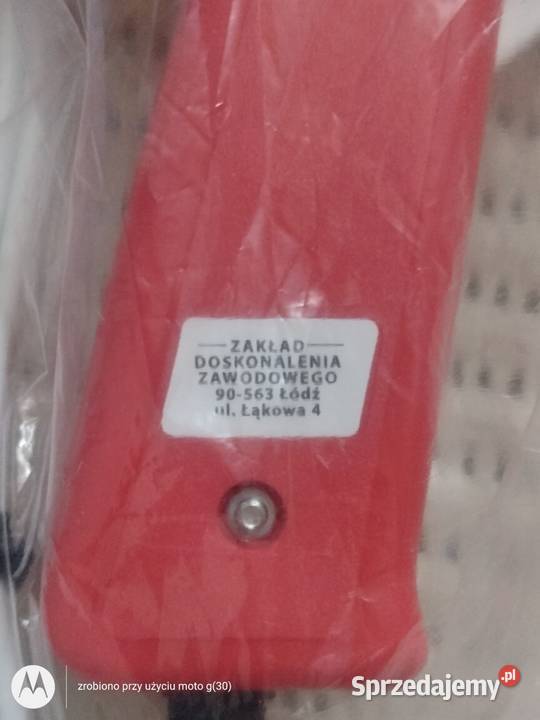 ZAKŁAD
DOSKONALENIA
ZAWODOWEGO
90-563 Łódź
ul. Łąkowa 4
zrobiono przy użyciu moto g(30)
Sprzedajemy.pl